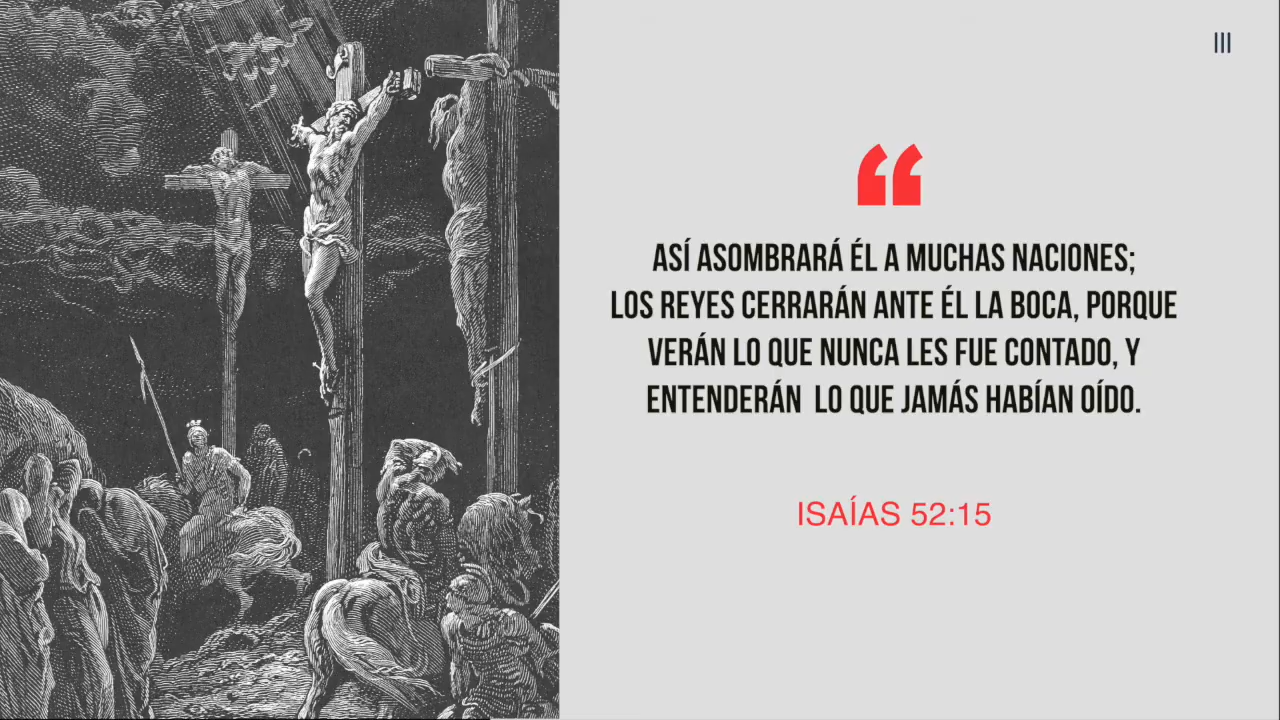 III
“
ASÍ ASOMBRARÁ ÉL A MUCHAS NACIONES;
LOS REYES CERRARÁN ANTE ÉL LA BOCA, PORQUE
VERÁN LO QUE NUNCA LES FUE CONTADO, Y
ENTENDERÁN  LO QUE JAMÁS HABÍAN OÍDO.
ISAÍAS 52:15